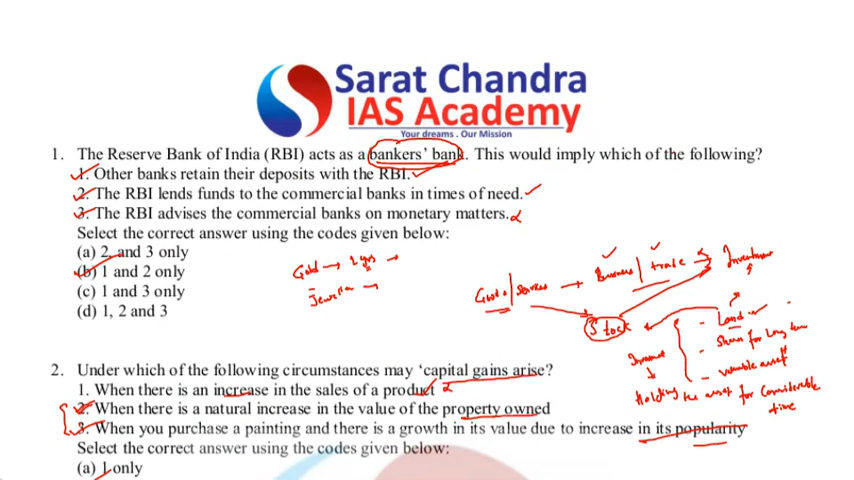 Sarat Chandra
IAS Academy
Your dreams . Our Mission
1. The Reserve Bank of India (RBI) acts as a bankers’ bank. This would imply which of the following?
1. Other banks retain their deposits with the RBI.
2. The RBI lends funds to the commercial banks in times of need.
3. The RBI advises the commercial banks on monetary matters.
Select the correct answer using the codes given below:
(a) 2, and 3 only
(b) 1 and 2 only
(c) 1 and 3 only
(d) 1, 2 and 3
Gold → 2 yrs →
Goods / Services → Business / trade → Investment
Stock
- Land
- Shares for Long term
- valuable asset
Holding the asset for Considerable
time
2. Under which of the following circumstances may ‘capital gains arise?
1. When there is an increase in the sales of a product
2. When there is a natural increase in the value of the property owned
3. When you purchase a painting and there is a growth in its value due to increase in its popularity
Select the correct answer using the codes given below:
(a) 1 only